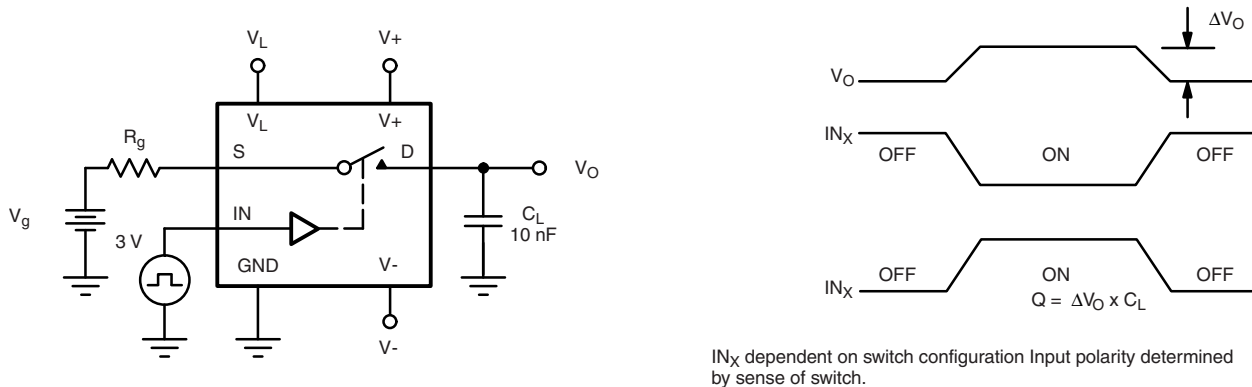 V_L
V+
V_L
V+
R_g
S
D
V_O
V_g
IN
3 V
C_L
10 nF
GND
V-
V-
ΔV_O
V_O
IN_X
OFF
ON
OFF
IN_X
OFF
ON
OFF
Q = ΔV_O x C_L
IN_X dependent on switch configuration Input polarity determined
by sense of switch.